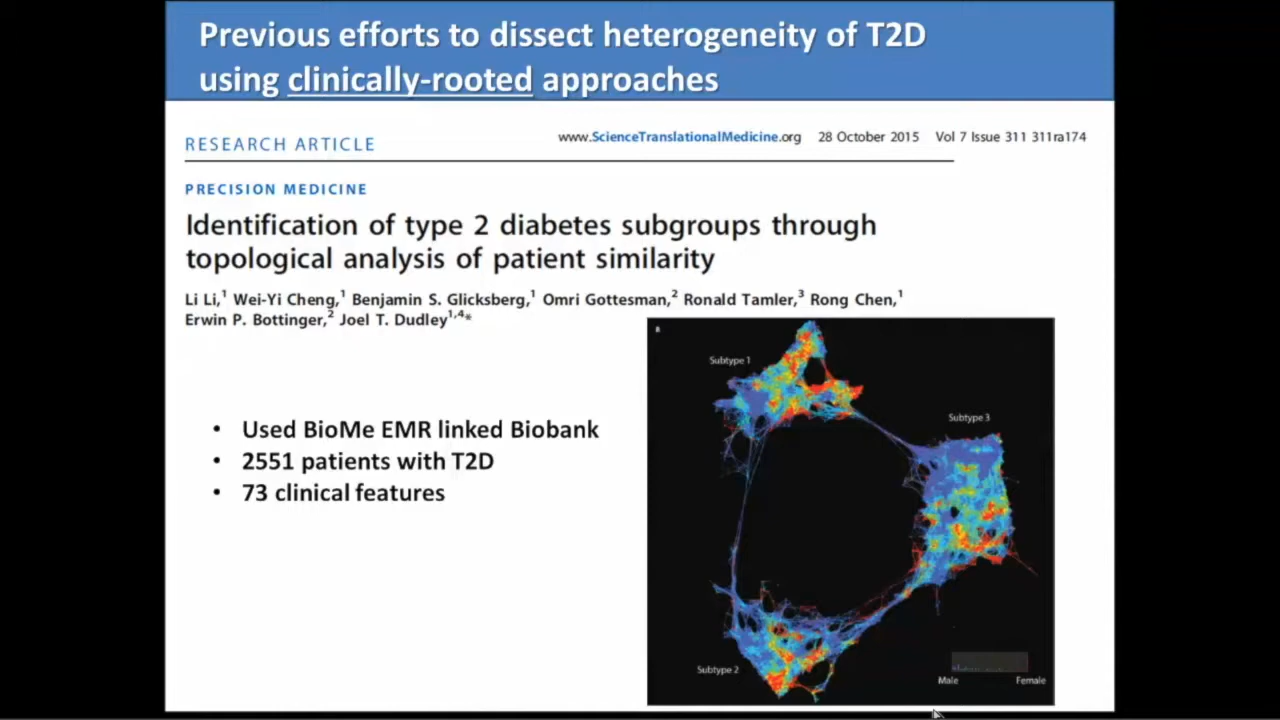 Previous efforts to dissect heterogeneity of T2D
using clinically-rooted approaches
RESEARCH ARTICLE
www.ScienceTranslationalMedicine.org 28 October 2015 Vol 7 Issue 311 311ra174
PRECISION MEDICINE
Identification of type 2 diabetes subgroups through
topological analysis of patient similarity
Li Li,1 Wei-Yi Cheng,1 Benjamin S. Glicksberg,1 Omri Gottesman,2 Ronald Tamler,3 Rong Chen,1
Erwin P. Bottinger,2 Joel T. Dudley1,4*
• Used BioMe EMR linked Biobank
• 2551 patients with T2D
• 73 clinical features
Subtype 1
Subtype 3
Subtype 2
Male Female